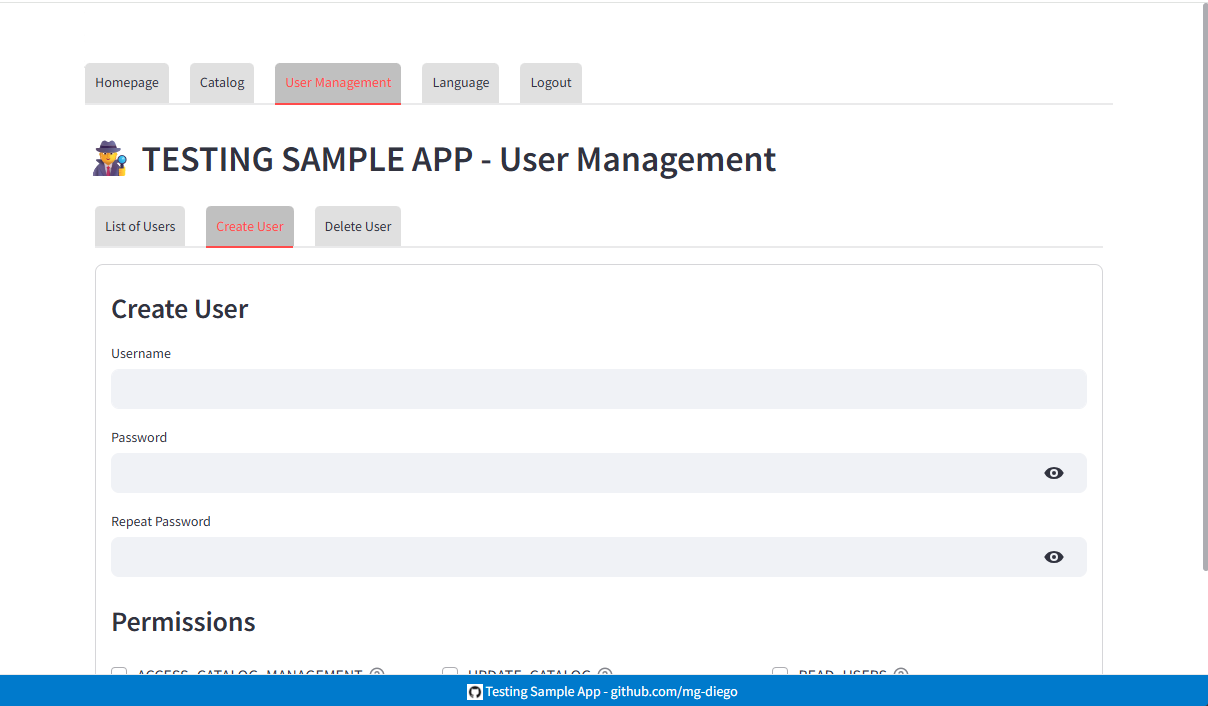 Homepage Catalog User Management Language Logout
TESTING SAMPLE APP - User Management
List of Users Create User Delete User
Create User
Username
Password
Repeat Password
Permissions
ACCESS_CATALOG_MANAGEMENT UPDATE_CATALOG READ_USERS
Testing Sample App - github.com/mg-diego